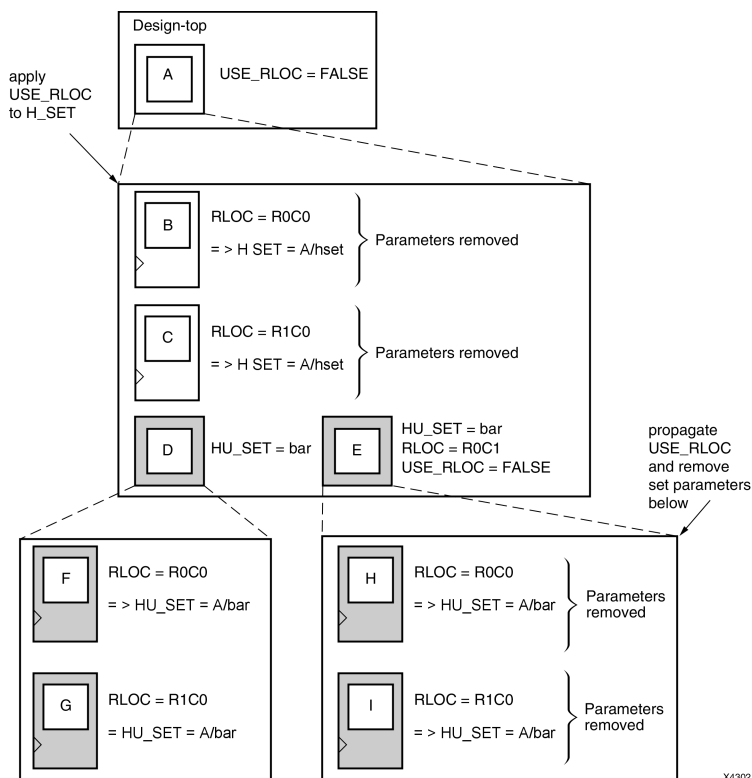 Design-top
A
USE_RLOC = FALSE
apply
USE_RLOC
to H_SET
B
RLOC = R0C0
= > H SET = A/hset
Parameters removed
C
RLOC = R1C0
= > H SET = A/hset
Parameters removed
D
HU_SET = bar
E
HU_SET = bar
RLOC = R0C1
USE_RLOC = FALSE
propagate
USE_RLOC
and remove
set parameters
below
F
RLOC = R0C0
= > HU_SET = A/bar
G
RLOC = R1C0
= HU_SET = A/bar
H
RLOC = R0C0
= > HU_SET = A/bar
Parameters
removed
I
RLOC = R1C0
= > HU_SET = A/bar
Parameters
removed
X4303